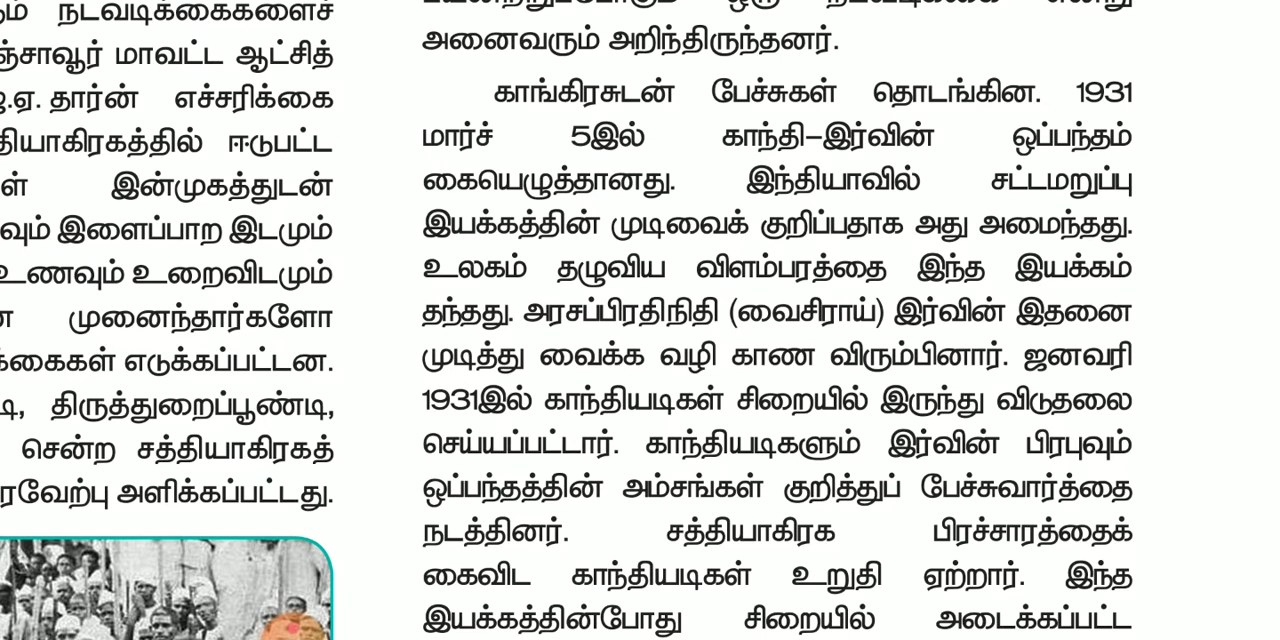 நடவடிக்கைகளைச்
மாவட்ட ஆட்சித்
தார்ன் எச்சரிக்கை
ஈடுபட்ட
இன்முகத்துடன்
இளைப்பாற இடமும்
உணவும் உறைவிடமும்
முனைந்தார்களோ
எடுக்கப்பட்டன.
திருத்துறைப்பூண்டி,
சென்ற சத்தியாகிரகத்
அளிக்கப்பட்டது.
அனைவரும் அறிந்திருந்தனர்.
காங்கிரசுடன் பேச்சுகள் தொடங்கின. 1931
மார்ச் 5இல் காந்தி–இர்வின் ஒப்பந்தம்
கையெழுத்தானது. இந்தியாவில் சட்டமறுப்பு
இயக்கத்தின் முடிவைக் குறிப்பதாக அது அமைந்தது.
உலகம் தழுவிய விளம்பரத்தை இந்த இயக்கம்
தந்தது. அரசப்பிரதிநிதி (வைசிராய்) இர்வின் இதனை
முடித்து வைக்க வழி காண விரும்பினார். ஜனவரி
1931இல் காந்தியடிகள் சிறையில் இருந்து விடுதலை
செய்யப்பட்டார். காந்தியடிகளும் இர்வின் பிரபுவும்
ஒப்பந்தத்தின் அம்சங்கள் குறித்துப் பேச்சுவார்த்தை
நடத்தினர். சத்தியாகிரக பிரச்சாரத்தைக்
கைவிட காந்தியடிகள் உறுதி ஏற்றார். இந்த
இயக்கத்தின்போது சிறையில் அடைக்கப்பட்ட